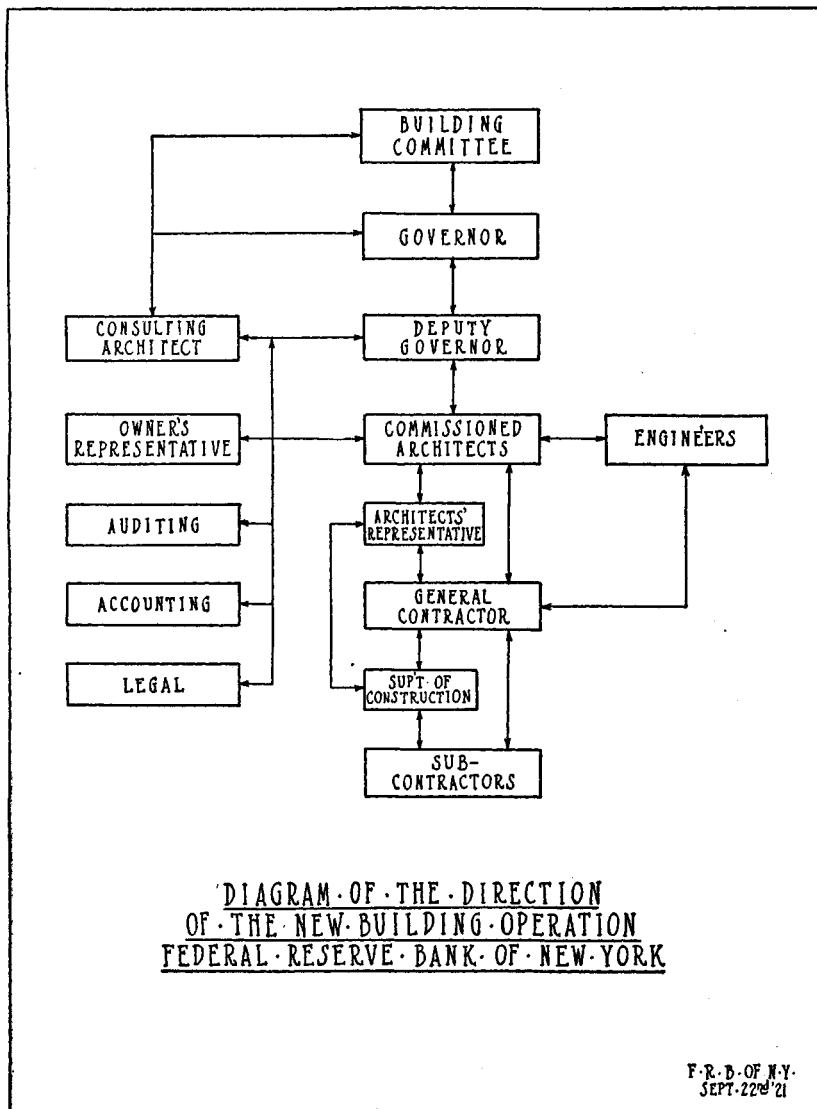 BUILDING
COMMITTEE
GOVERNOR
CONSULTING
ARCHITECT
DEPUTY
GOVERNOR
OWNER'S
REPRESENTATIVE
COMMISSIONED
ARCHITECTS
ENGINEERS
AUDITING
ARCHITECTS'
REPRESENTATIVE
ACCOUNTING
GENERAL
CONTRACTOR
LEGAL
SUP'T. OF
CONSTRUCTION
SUB-
CONTRACTORS
DIAGRAM·OF·THE·DIRECTION
OF·THE·NEW·BUILDING·OPERATION
FEDERAL·RESERVE·BANK·OF·NEW·YORK
F·R·B·OF N·Y·
SEPT·22nd '21